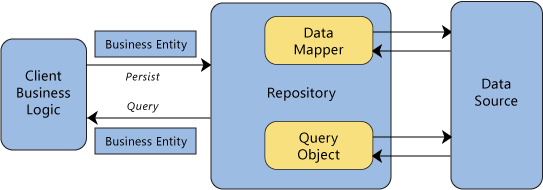 Client
Business
Logic
Business Entity
Persist
Query
Business Entity
Data
Mapper
Repository
Query
Object
Data
Source